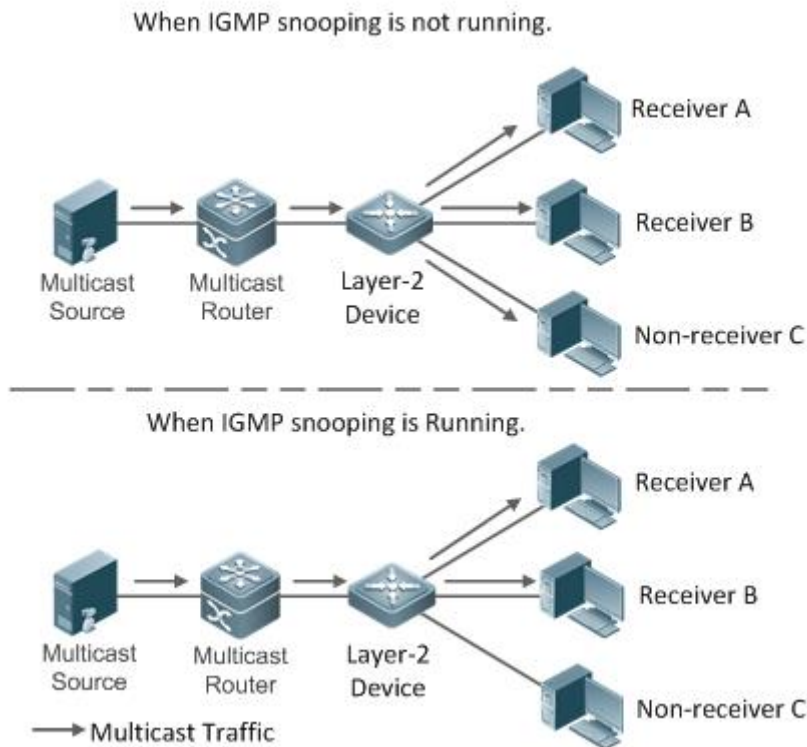 When IGMP snooping is not running.
Receiver A
Receiver B
Multicast
Source
Multicast
Router
Layer-2
Device
Non-receiver C
When IGMP snooping is Running.
Receiver A
Receiver B
Multicast
Source
Multicast
Router
Layer-2
Device
Non-receiver C
Multicast Traffic